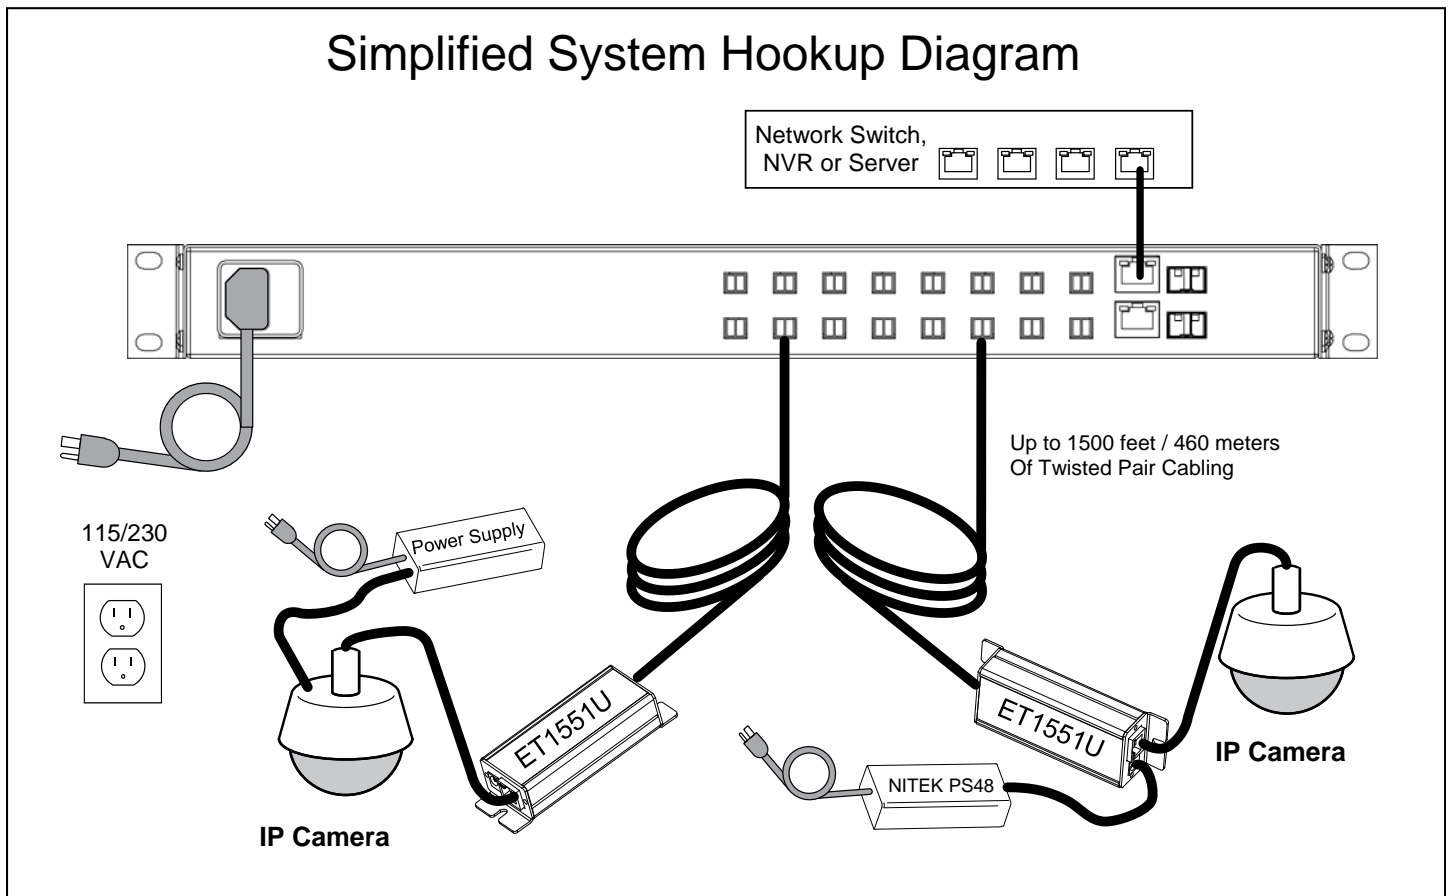 Simplified System Hookup Diagram
Network Switch,
NVR or Server
Up to 1500 feet / 460 meters
Of Twisted Pair Cabling
115/230
VAC
Power Supply
ET1551U
IP Camera
ET1551U
IP Camera
NITEK PS48